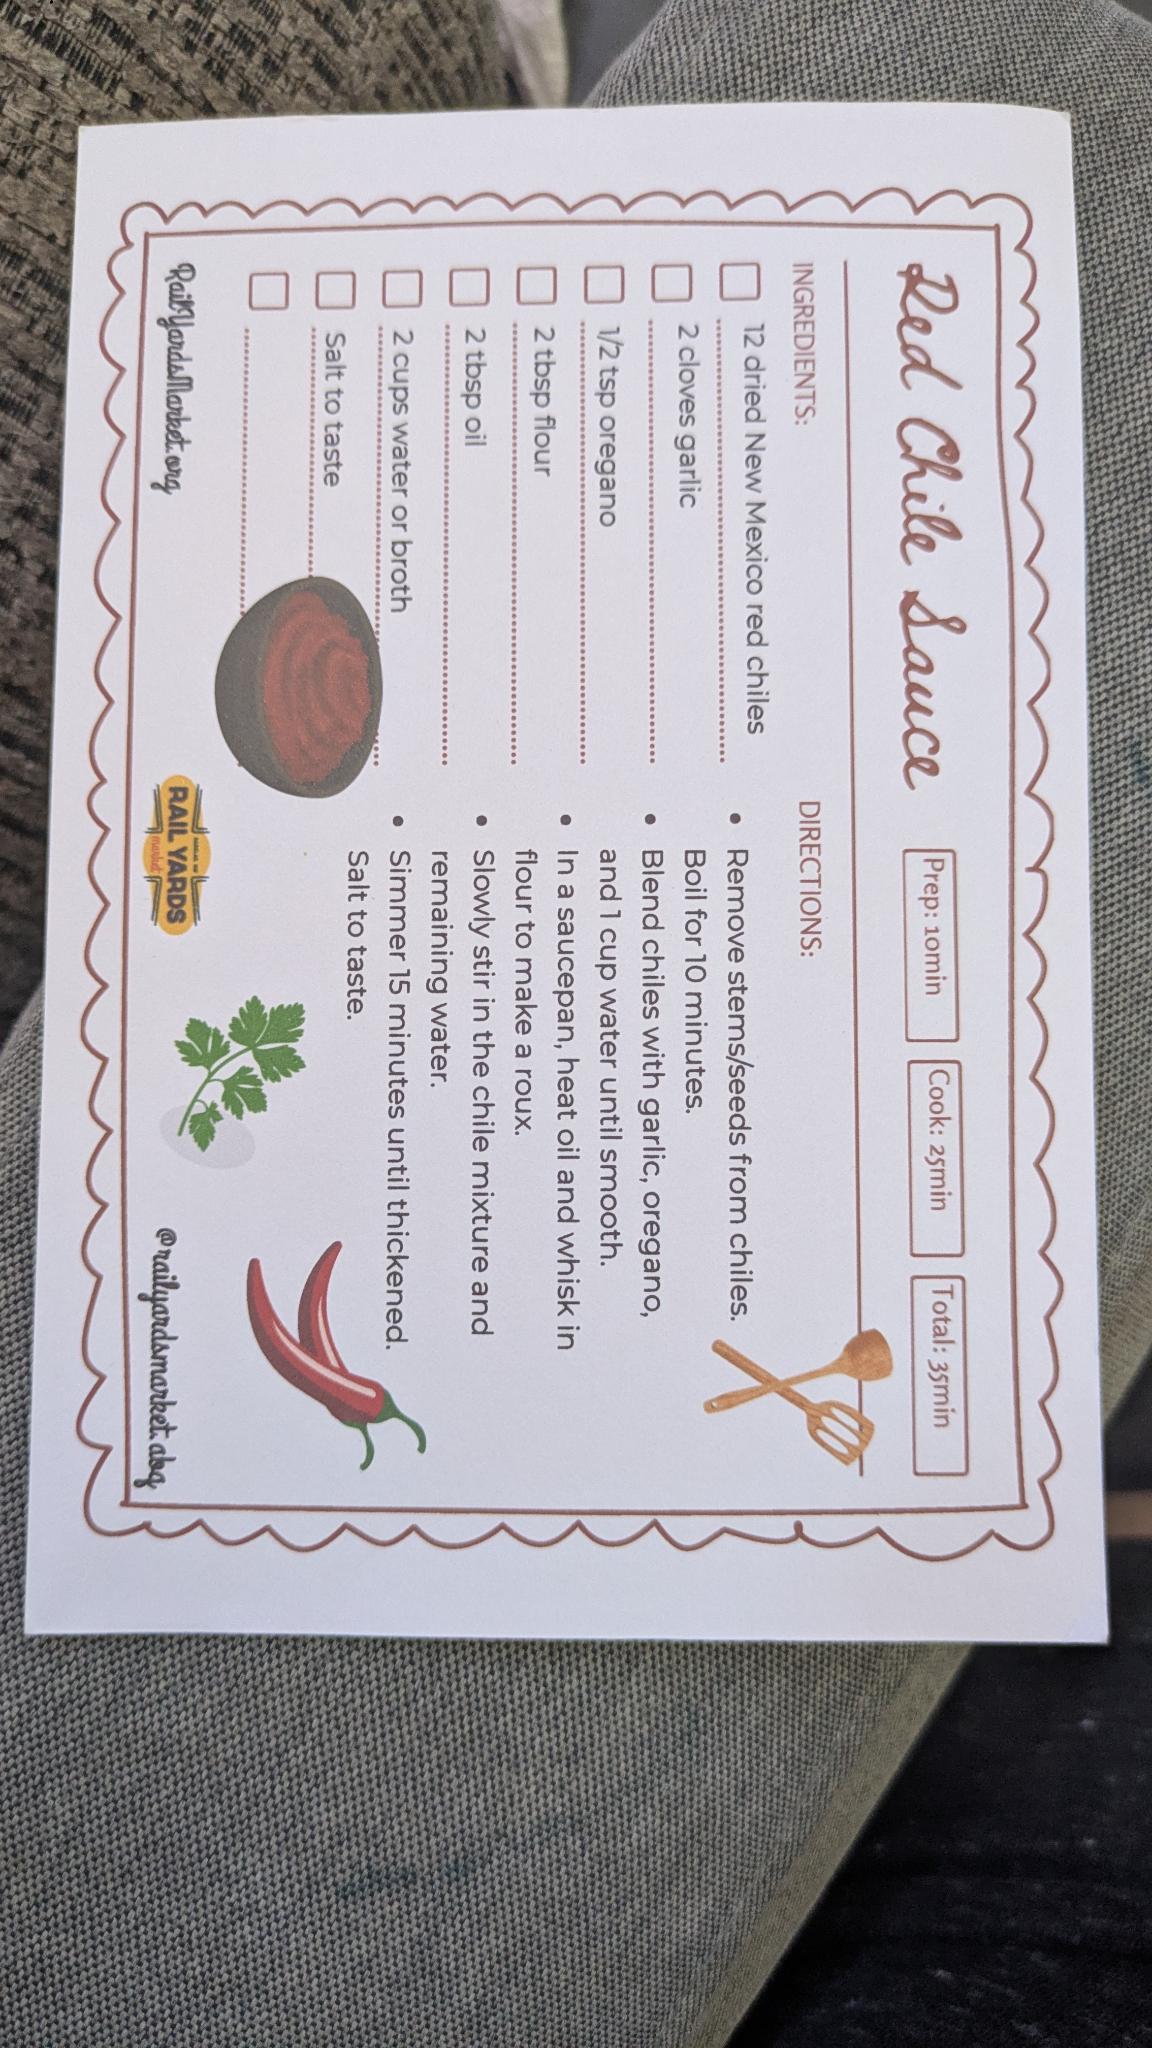 Red Chile Sauce
Prep: 10min
Cook: 25min
Total: 35min
INGREDIENTS:
12 dried New Mexico red chiles
2 cloves garlic
1/2 tsp oregano
2 tbsp flour
2 tbsp oil
2 cups water or broth
Salt to taste
DIRECTIONS:
• Remove stems/seeds from chiles.
Boil for 10 minutes.
• Blend chiles with garlic, oregano,
and 1 cup water until smooth.
• In a saucepan, heat oil and whisk in
flour to make a roux.
• Slowly stir in the chile mixture and
remaining water.
• Simmer 15 minutes until thickened.
Salt to taste.
RailYardsMarket.org
RAIL YARDS
market
@railyardsmarket.abq